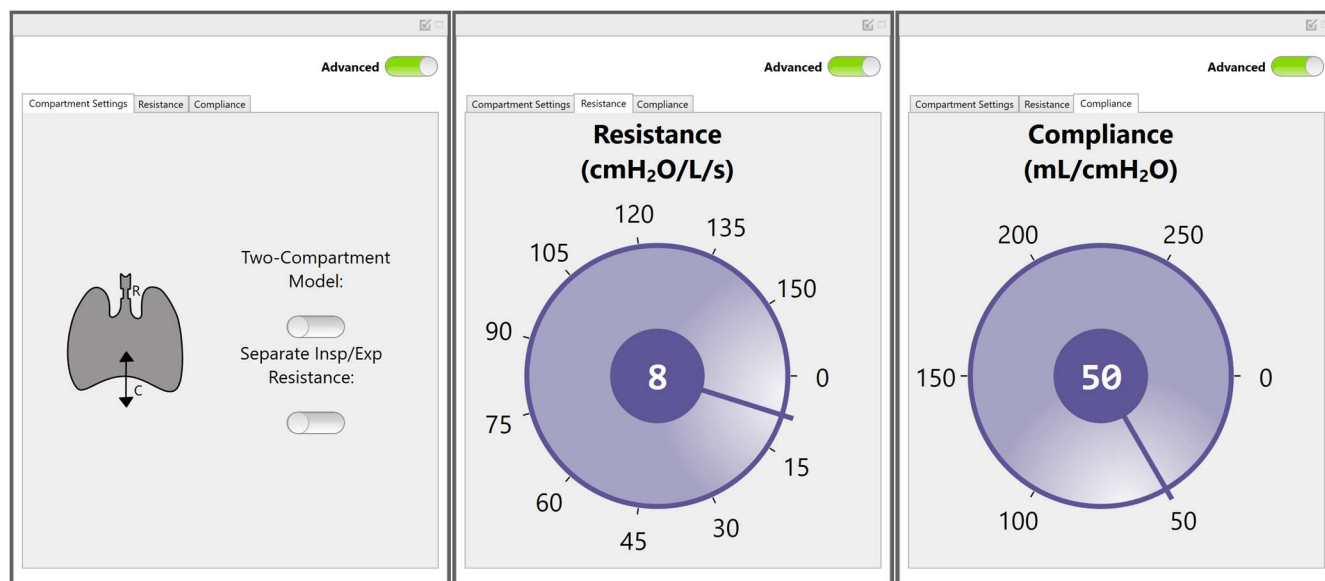 Advanced
Compartment Settings Resistance Compliance
R
C
Two-Compartment
Model:
Separate Insp/Exp
Resistance:
Advanced
Compartment Settings Resistance Compliance
Resistance
(cmH₂O/L/s)
120
135
105
150
90
8
0
75
15
60
30
45
Advanced
Compartment Settings Resistance Compliance
Compliance
(mL/cmH₂O)
200
250
150
50
0
100
50